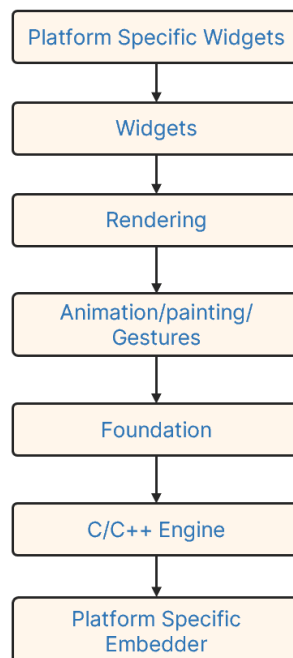 Platform Specific Widgets
Widgets
Rendering
Animation/painting/
Gestures
Foundation
C/C++ Engine
Platform Specific
Embedder